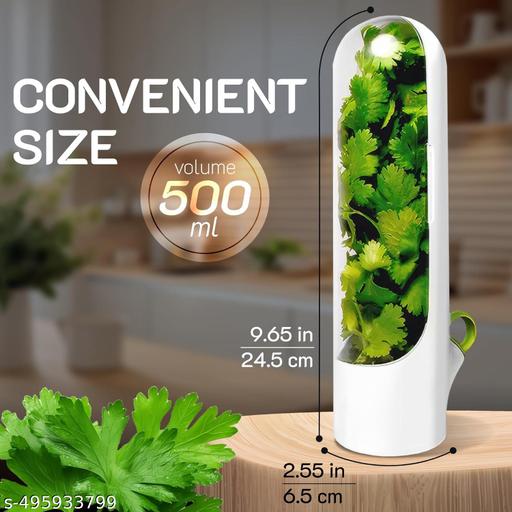 CONVENIENT
SIZE
volume
500
ml
9.65 in
24.5 cm
2.55 in
6.5 cm
s-495933799